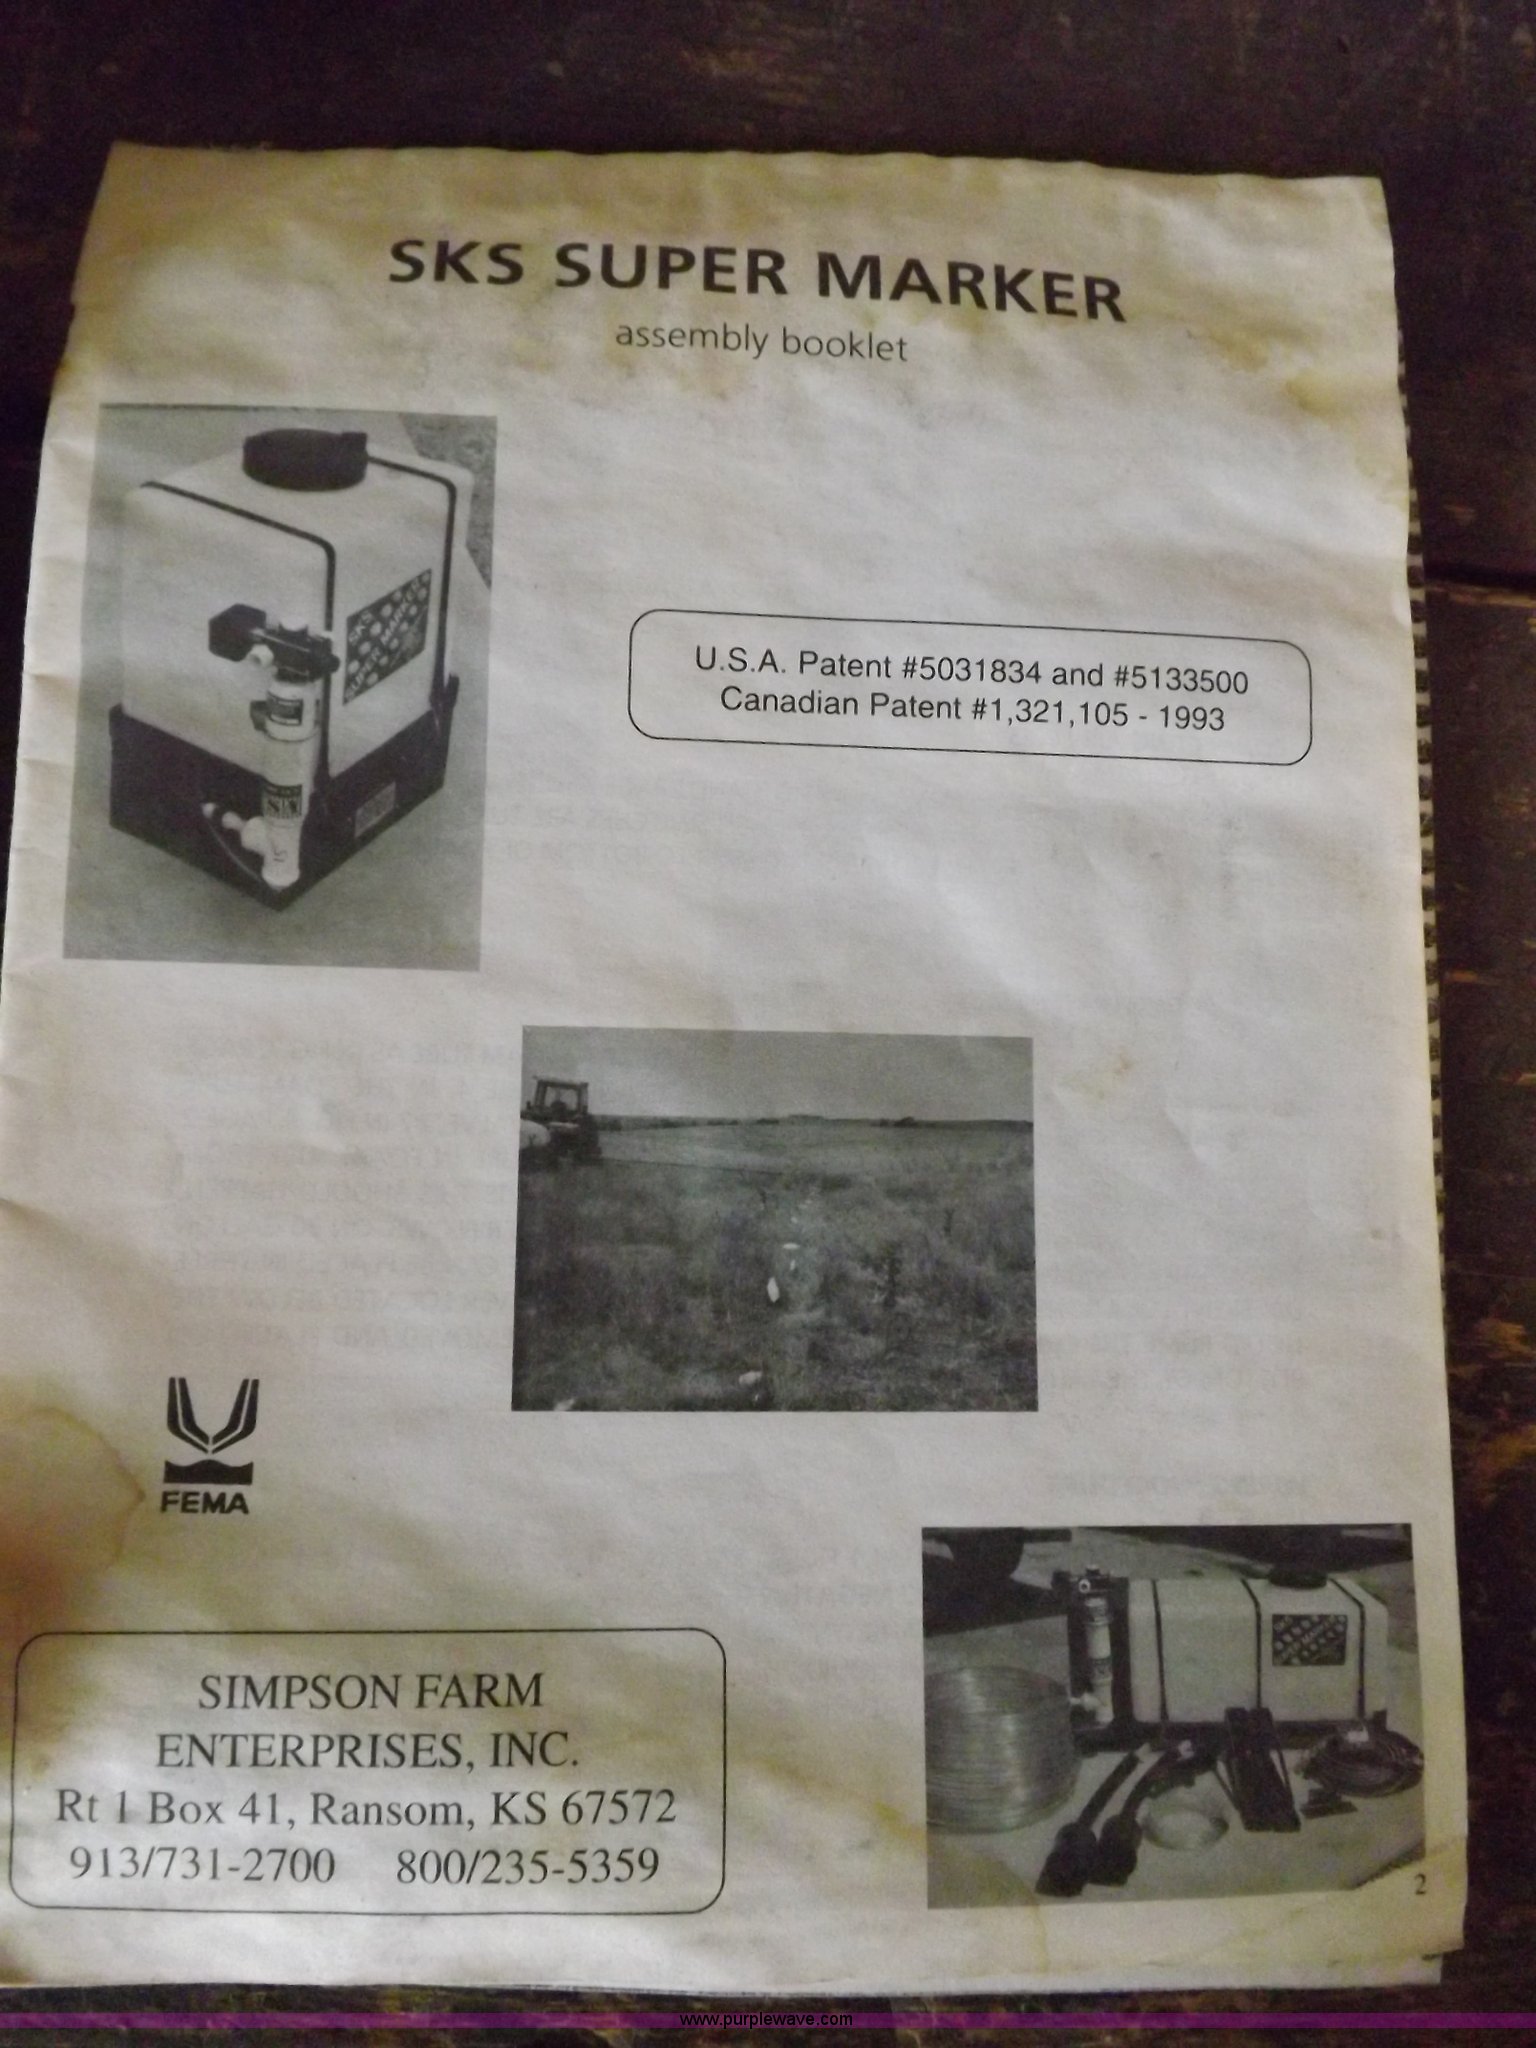 SKS SUPER MARKER
assembly booklet
U.S.A. Patent #5031834 and #5133500
Canadian Patent #1,321,105 - 1993
FEMA
SIMPSON FARM
ENTERPRISES, INC.
Rt 1 Box 41, Ransom, KS 67572
913/731-2700 800/235-5359
2
www.purplewave.com